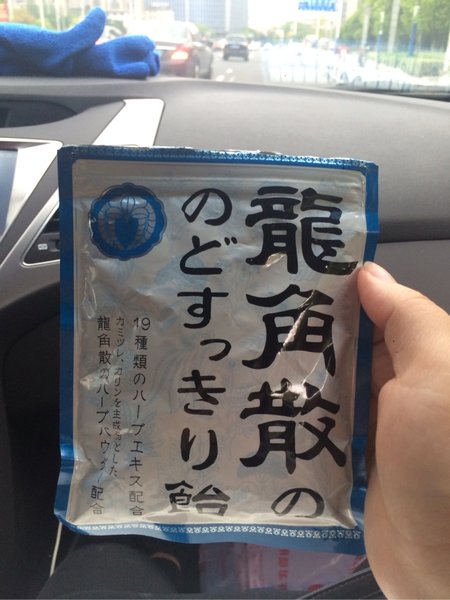 龍角散の
のどすっきり飴
19種類のハーブエキス配合
カミツレ、カリンを主成分とした
龍角散のハーブパウダー配合